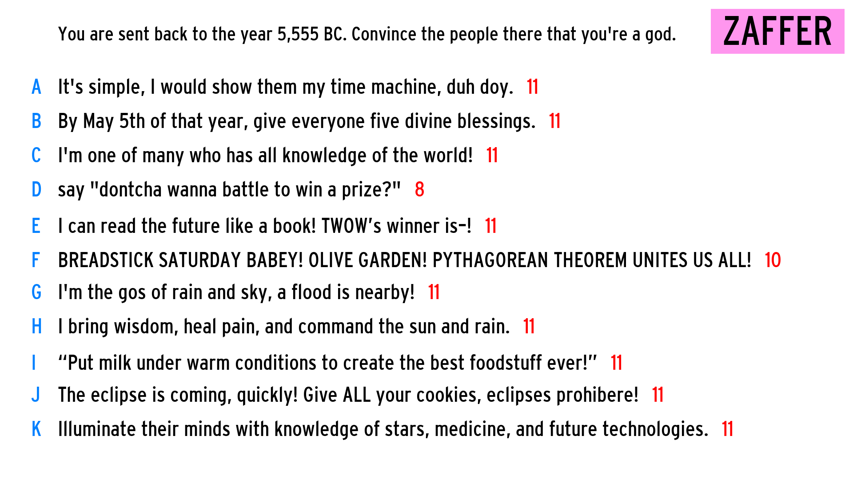 You are sent back to the year 5,555 BC. Convince the people there that you're a god.
ZAFFER
A It's simple, I would show them my time machine, duh doy. 11
B By May 5th of that year, give everyone five divine blessings. 11
C I'm one of many who has all knowledge of the world! 11
D say "dontcha wanna battle to win a prize?" 8
E I can read the future like a book! TWOW’s winner is–! 11
F BREADSTICK SATURDAY BABEY! OLIVE GARDEN! PYTHAGOREAN THEOREM UNITES US ALL! 10
G I'm the gos of rain and sky, a flood is nearby! 11
H I bring wisdom, heal pain, and command the sun and rain. 11
I “Put milk under warm conditions to create the best foodstuff ever!” 11
J The eclipse is coming, quickly! Give ALL your cookies, eclipses prohibere! 11
K Illuminate their minds with knowledge of stars, medicine, and future technologies. 11